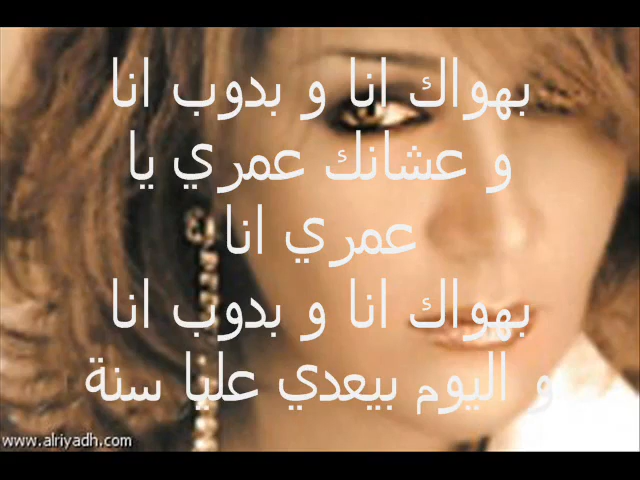 بهواك انا و بدوب انا
و عشانك عمري يا
عمري انا
بهواك انا و بدوب انا
و اليوم بيعدي عليا سنة
www.alriyadh.com